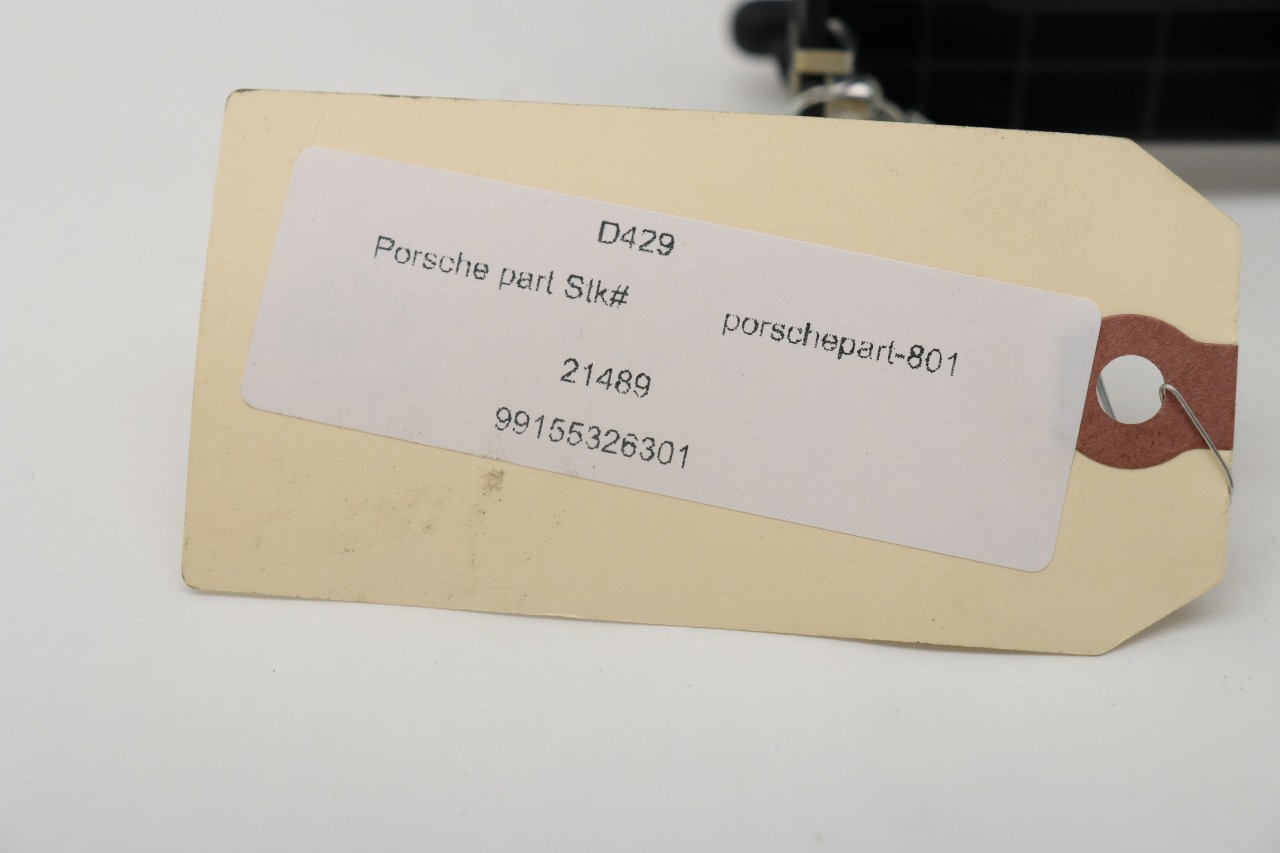 D429
Porsche part Stk#
porschepart-801
21489
99155326301